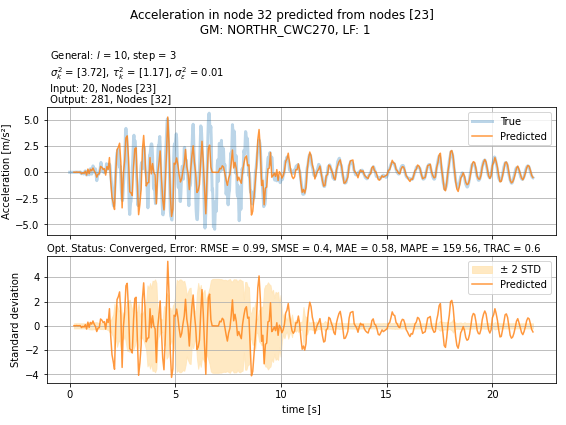 Acceleration in node 32 predicted from nodes [23]
GM: NORTHR_CWC270, LF: 1
General: l = 10, step = 3
σ²ₖ = [3.72], τ²ₖ = [1.17], σ²ε = 0.01
Input: 20, Nodes [23]
Output: 281, Nodes [32]
Acceleration [m/s²]
5.0
2.5
0.0
−2.5
−5.0
True
Predicted
Opt. Status: Converged, Error: RMSE = 0.99, SMSE = 0.4, MAE = 0.58, MAPE = 159.56, TRAC = 0.6
Standard deviation
4
2
0
−2
−4
± 2 STD
Predicted
0 5 10 15 20
time [s]